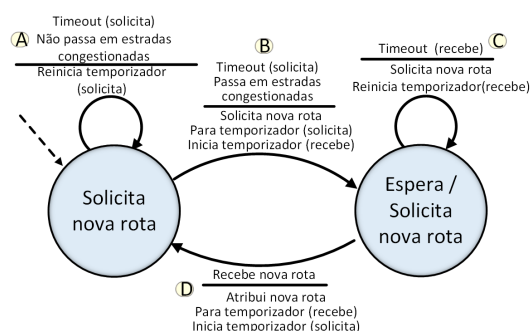 A
Timeout (solicita)
Não passa em estradas
congestionadas
Reinicia temporizador
(solicita)
B
Timeout (solicita)
Passa em estradas
congestionadas
Solicita nova rota
Para temporizador (solicita)
Inicia temporizador (recebe)
C
Timeout (recebe)
Solicita nova rota
Reinicia temporizador(recebe)
Solicita
nova rota
Espera /
Solicita
nova rota
D
Recebe nova rota
Atribui nova rota
Para temporizador (recebe)
Inicia temporizador (solicita)